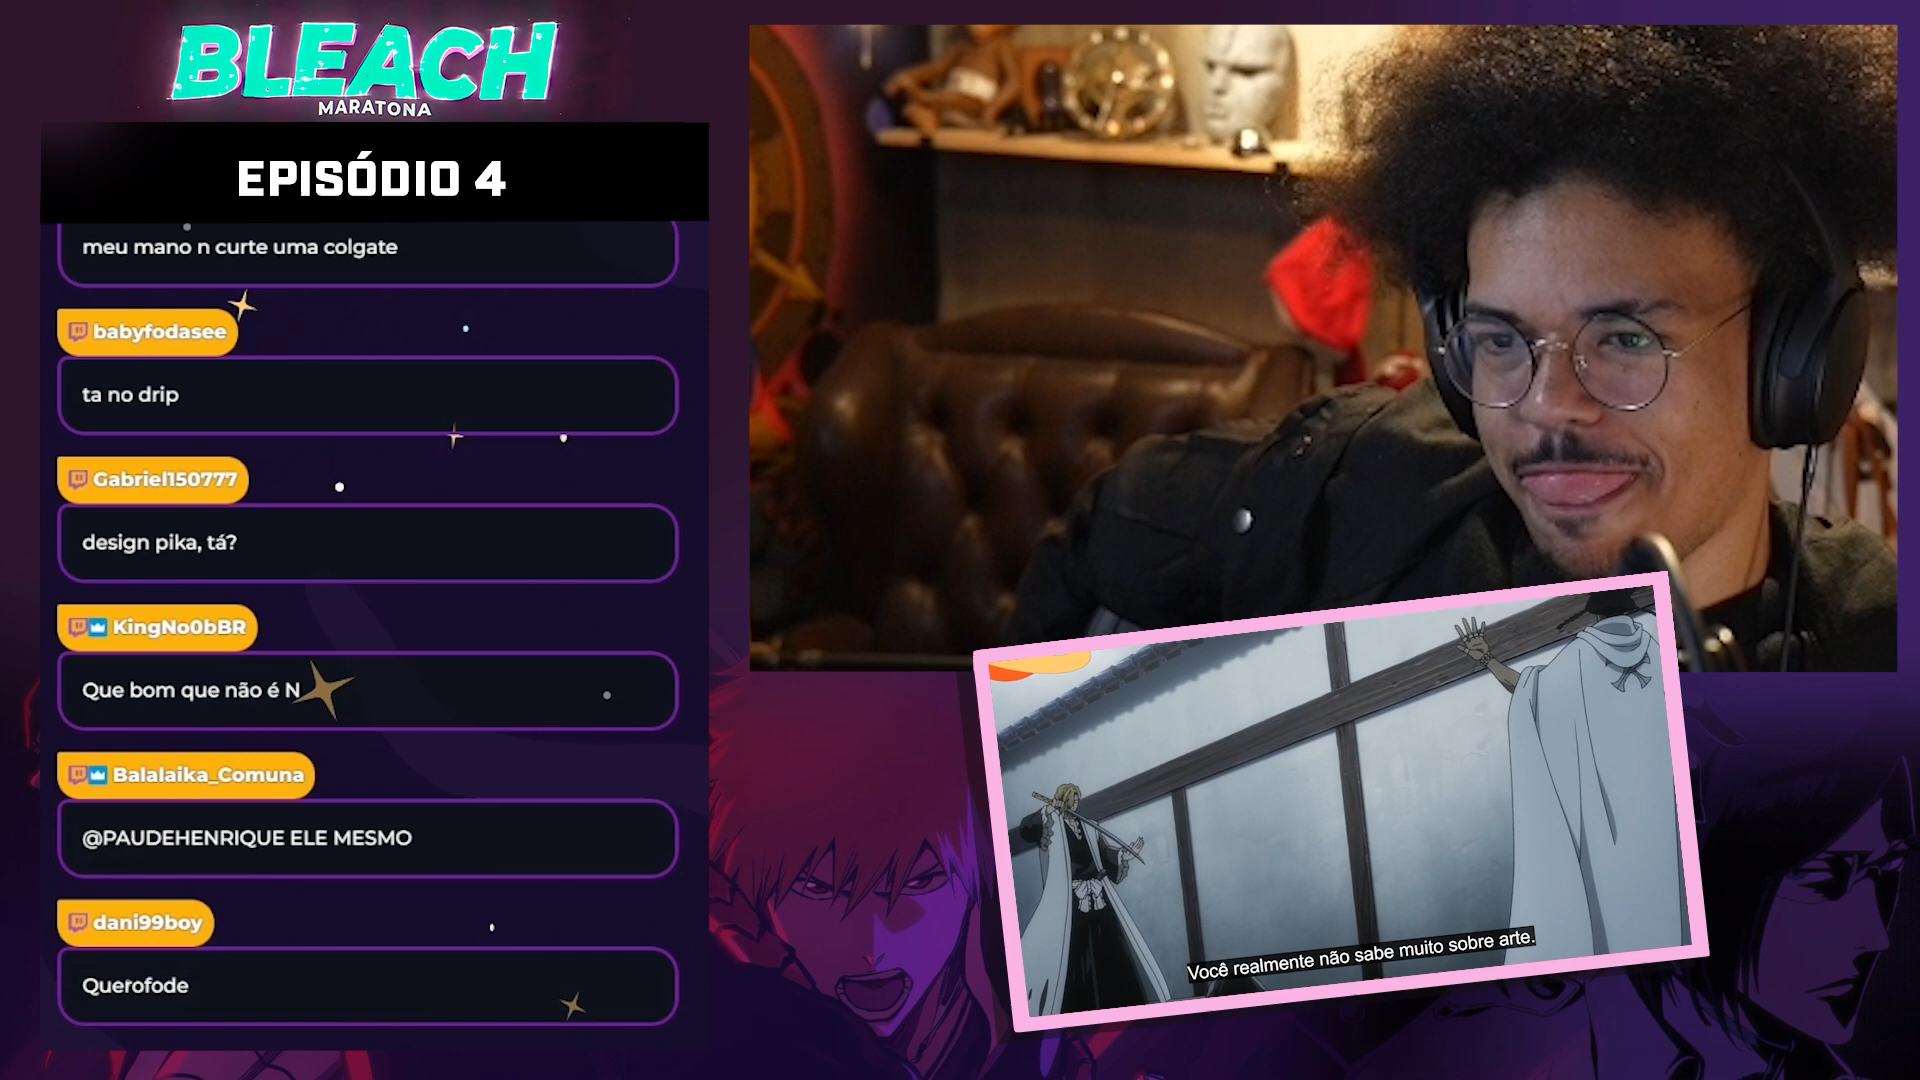 BLEACH
MARATONA
EPISÓDIO 4
meu mano n curte uma colgate
babyfodasee
ta no drip
Gabriel150777
design pika, tá?
KingNo0bBR
Que bom que não é N
Balalaika_Comuna
@PAUDEHENRIQUE ELE MESMO
dani99boy
Querofode
Você realmente não sabe muito sobre arte.